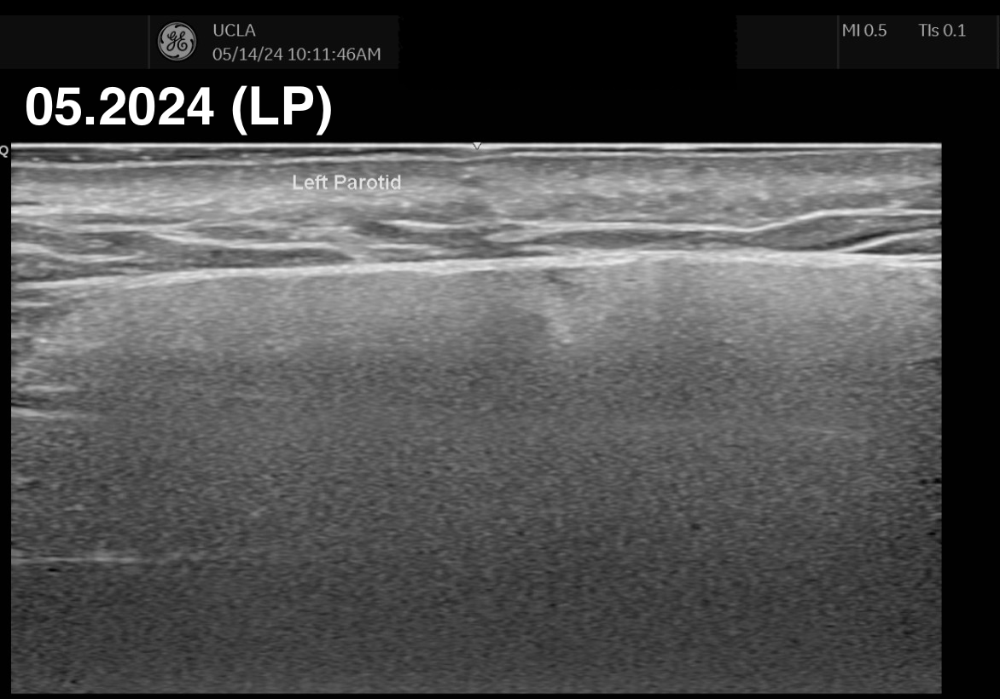 UCLA
05/14/24 10:11:46AM
MI 0.5 TIs 0.1
05.2024 (LP)
Left Parotid